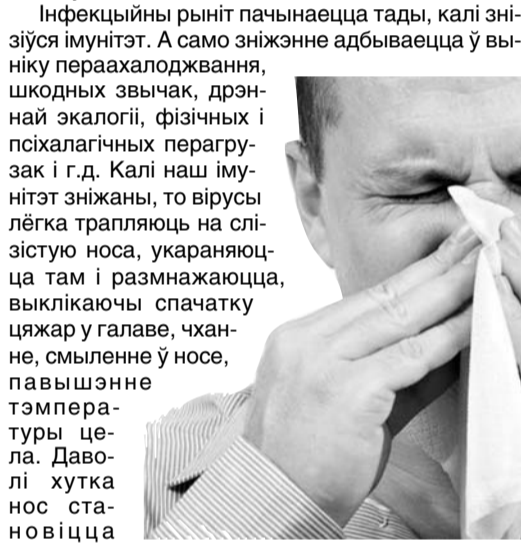 Інфекцыйны рыніт пачынаецца тады, калі зні-
зіўся імунітэт. А само зніжэнне адбываецца ў вы-
ніку пераахалоджвання,
шкодных звычак, дрэн-
най экалогіі, фізічных і
псіхалагічных перагру-
зак і г.д. Калі наш іму-
нітэт зніжаны, то вірусы
лёгка трапляюць на слі-
зістую носа, укараняюц-
ца там і размнажаюцца,
выклікаючы спачатку
цяжар у галаве, чхан-
не, смыленне ў носе,
павышэнне
тэмпера-
туры це-
ла. Даво-
лі хутка
нос ста-
новіцца